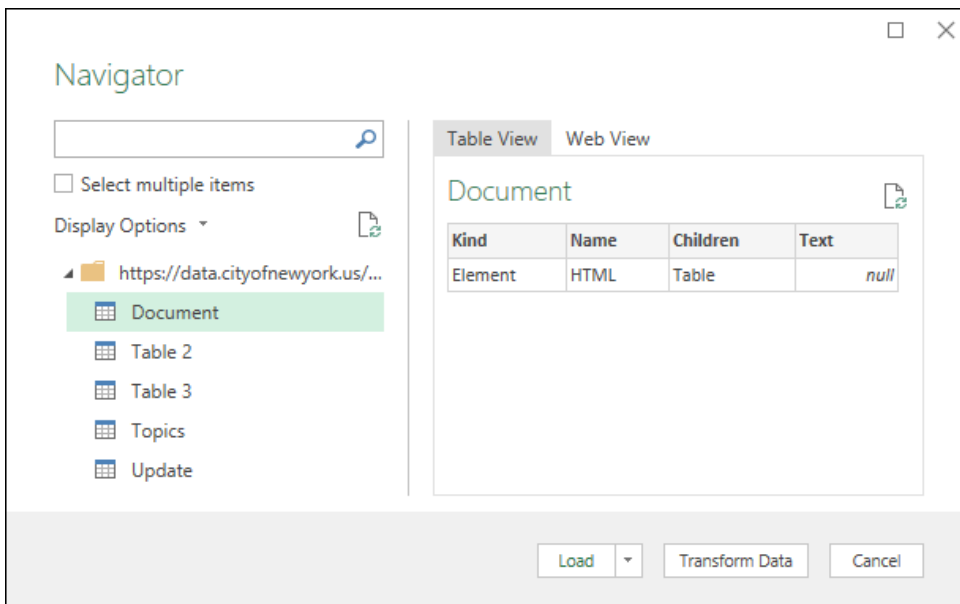 Navigator
Select multiple items
Display Options
https://data.cityofnewyork.us/...
Document
Table 2
Table 3
Topics
Update
Table View Web View
Document
Kind Name Children Text
Element HTML Table null
Load Transform Data Cancel